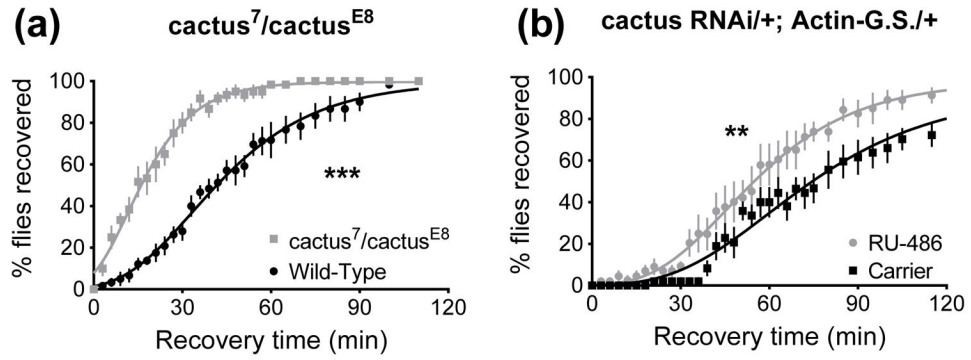 (a)
cactus⁷/cactusᴱ⁸
% flies recovered
100
80
60
40
20
0
***
cactus⁷/cactusᴱ⁸
Wild-Type
0 30 60 90 120
Recovery time (min)
(b)
cactus RNAi/+; Actin-G.S./+
% flies recovered
100
80
60
40
20
0
**
RU-486
Carrier
0 30 60 90 120
Recovery time (min)